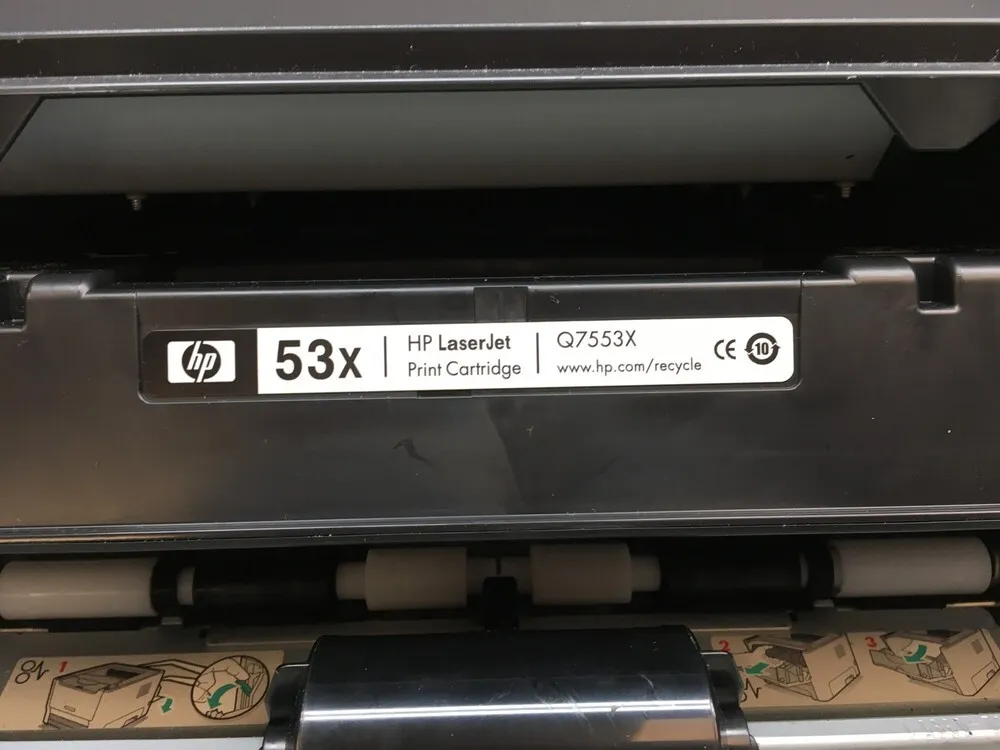 hp 53X HP LaserJet Q7553X CE 10
Print Cartridge www.hp.com/recycle
1 2 3